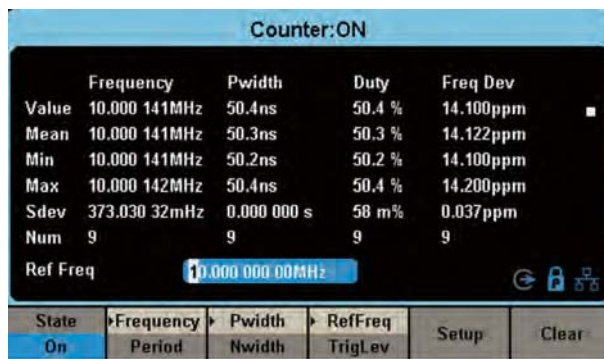 Counter:ON
Frequency Pwidth Duty Freq Dev
Value 10.000 141MHz 50.4ns 50.4 % 14.100ppm
Mean 10.000 141MHz 50.3ns 50.3 % 14.122ppm
Min 10.000 141MHz 50.2ns 50.2 % 14.100ppm
Max 10.000 142MHz 50.4ns 50.4 % 14.200ppm
Sdev 373.030 32mHz 0.000 000 s 58 m% 0.037ppm
Num 9 9 9 9
Ref Freq 10.000 000 00MHz
State Frequency Pwidth RefFreq Setup Clear
On Period Nwidth TrigLev